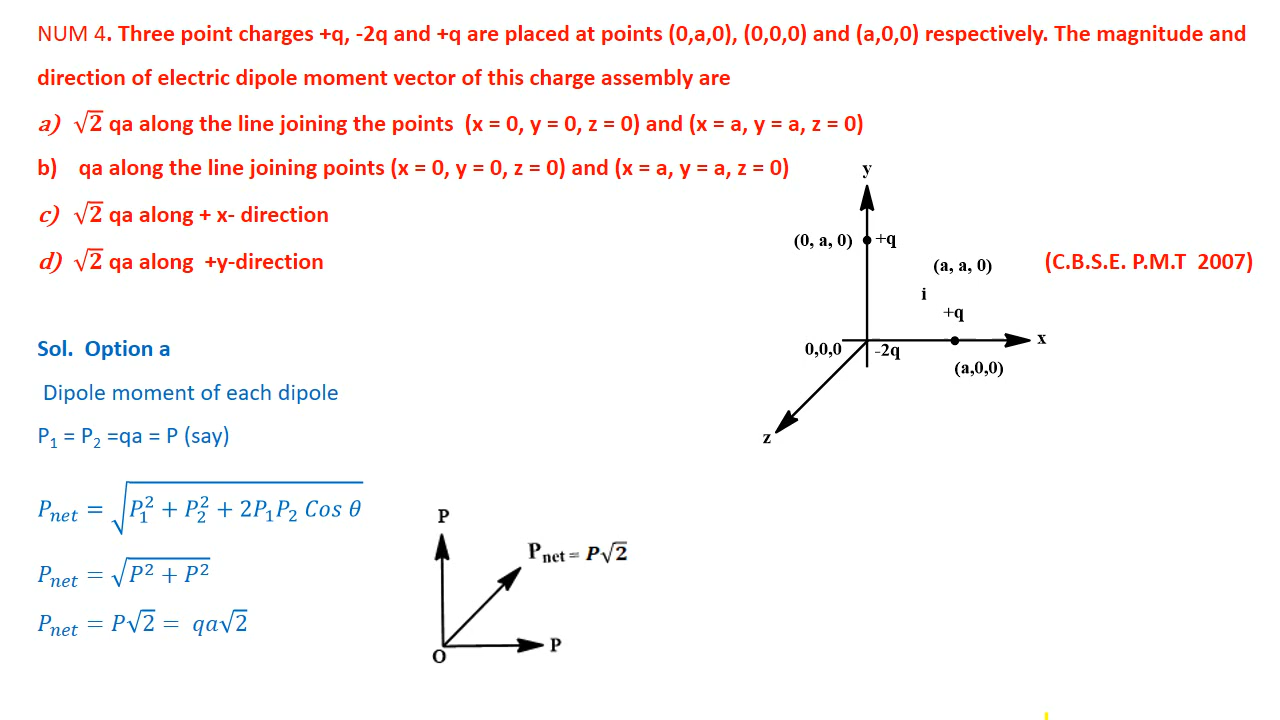 NUM 4. Three point charges +q, -2q and +q are placed at points (0,a,0), (0,0,0) and (a,0,0) respectively. The magnitude and
direction of electric dipole moment vector of this charge assembly are
a) √2 qa along the line joining the points (x = 0, y = 0, z = 0) and (x = a, y = a, z = 0)
b) qa along the line joining points (x = 0, y = 0, z = 0) and (x = a, y = a, z = 0)
c) √2 qa along + x- direction
d) √2 qa along +y-direction
(C.B.S.E. P.M.T 2007)
y
(0, a, 0) +q
(a, a, 0)
i
+q
x
0,0,0 -2q
(a,0,0)
z
Sol. Option a
Dipole moment of each dipole
P₁ = P₂ =qa = P (say)
P_net = √(P₁² + P₂² + 2P₁P₂ Cos θ)
P_net = √(P² + P²)
P_net = P√2 = qa√2
P
P_net = P√2
P
O